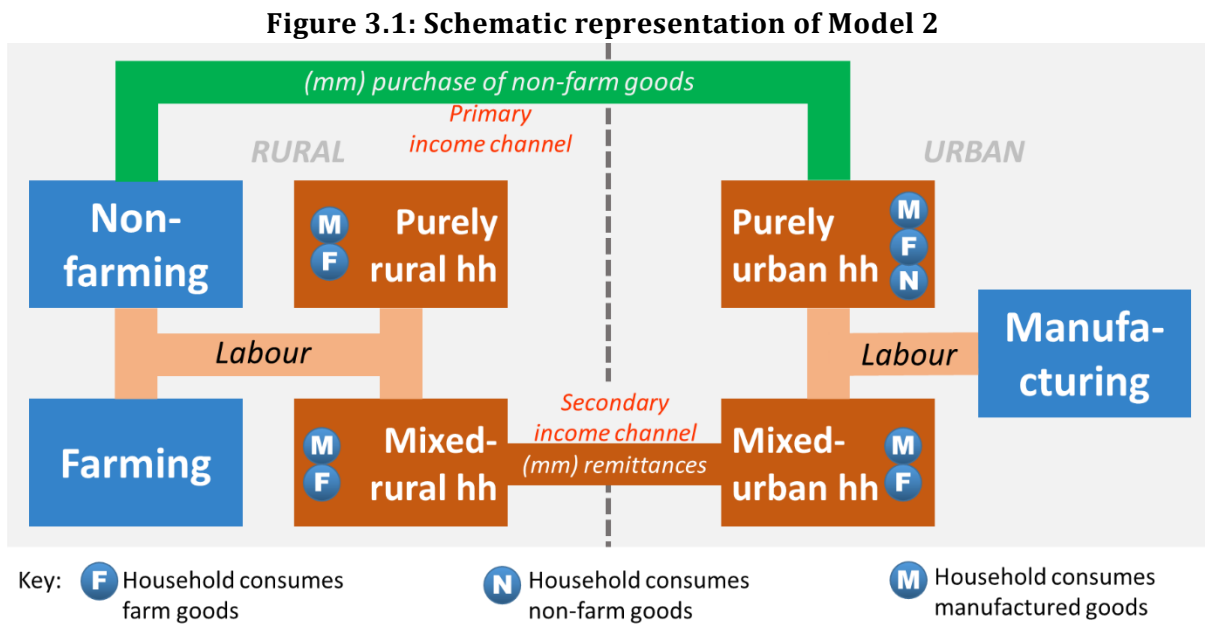 Figure 3.1: Schematic representation of Model 2
(mm) purchase of non-farm goods
Primary
income channel
RURAL
URBAN
Non-
farming
M
F
Purely
rural hh
Purely
urban hh
M
F
N
Labour
Labour
Manufa-
cturing
Farming
M
F
Mixed-
rural hh
Secondary
income channel
(mm) remittances
Mixed-
urban hh
M
F
Key:
F
Household consumes
farm goods
N
Household consumes
non-farm goods
M
Household consumes
manufactured goods